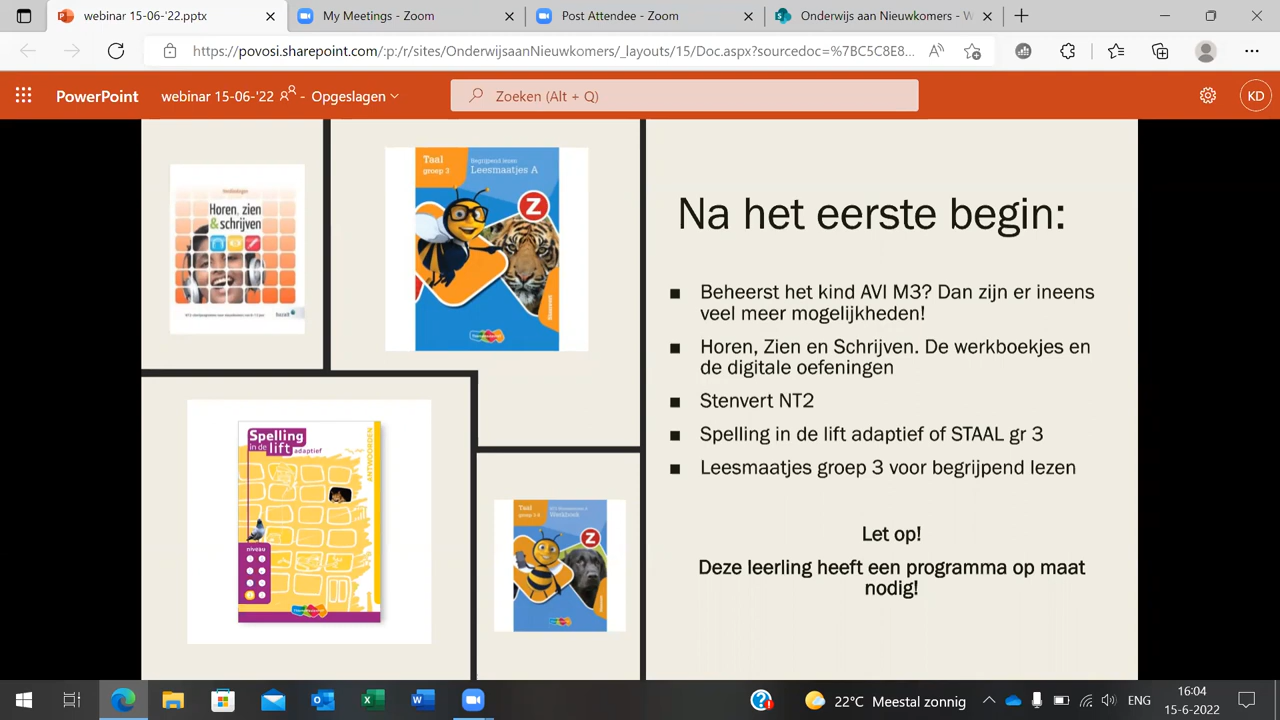 webinar 15-06-'22.pptx
My Meetings - Zoom
Post Attendee - Zoom
Onderwijs aan Nieuwkomers - W
https://povosi.sharepoint.com/:p:/r/sites/OnderwijsaanNieuwkomers/_layouts/15/Doc.aspx?sourcedoc=%7BC5C8E8...
PowerPoint
webinar 15-06-'22 - Opgeslagen
Zoeken (Alt + Q)
KD
Horen, zien
& schrijven
Taal
groep 3
Begrijpend lezen
Leesmaatjes A
Z
Spelling
in de lift adaptief
ANTWOORDEN
niveau
Taal
Werkboek
Z
Na het eerste begin:
■ Beheerst het kind AVI M3? Dan zijn er ineens
veel meer mogelijkheden!
■ Horen, Zien en Schrijven. De werkboekjes en
de digitale oefeningen
■ Stenvert NT2
■ Spelling in de lift adaptief of STAAL gr 3
■ Leesmaatjes groep 3 voor begrijpend lezen
Let op!
Deze leerling heeft een programma op maat
nodig!
22°C Meestal zonnig
ENG
16:04
15-6-2022